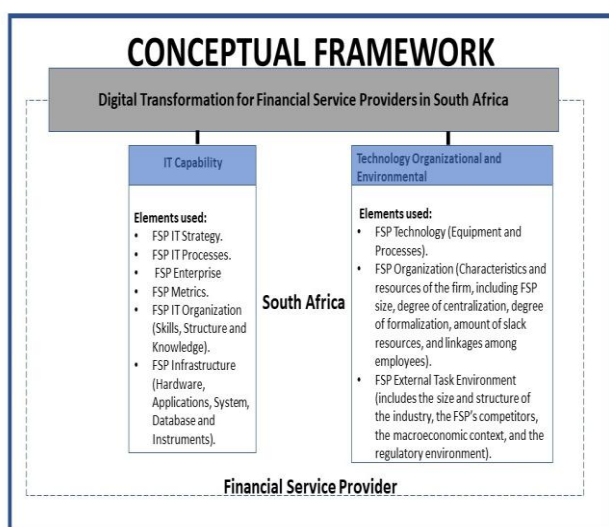 CONCEPTUAL FRAMEWORK
Digital Transformation for Financial Service Providers in South Africa
IT Capability
Elements used:
• FSP IT Strategy.
• FSP IT Processes.
• FSP Enterprise
• FSP Metrics.
• FSP IT Organization
(Skills, Structure and
Knowledge).
• FSP Infrastructure
(Hardware,
Applications, System,
Database and
Instruments).
South Africa
Technology Organizational and
Environmental
Elements used:
• FSP Technology (Equipment and
Processes).
• FSP Organization (Characteristics and
resources of the firm, including FSP
size, degree of centralization, degree
of formalization, amount of slack
resources, and linkages among
employees).
• FSP External Task Environment
(includes the size and structure of
the industry, the FSP's competitors,
the macroeconomic context, and the
regulatory environment).
Financial Service Provider